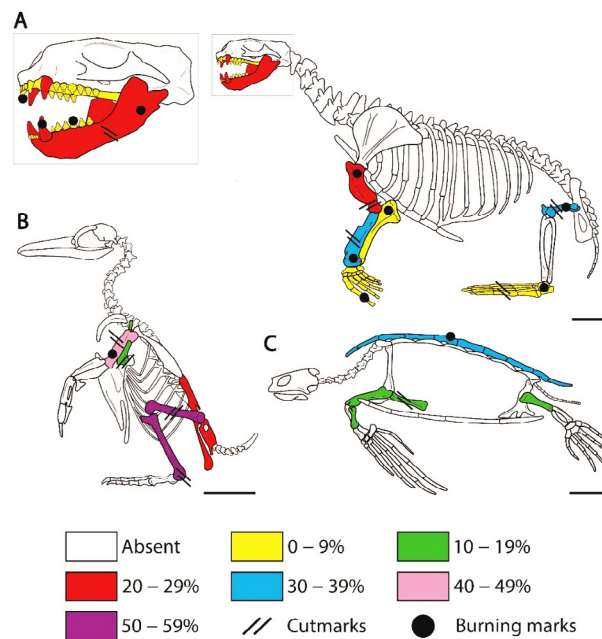 A
B
C
Absent
0 – 9%
10 – 19%
20 – 29%
30 – 39%
40 – 49%
50 – 59%
Cutmarks
Burning marks